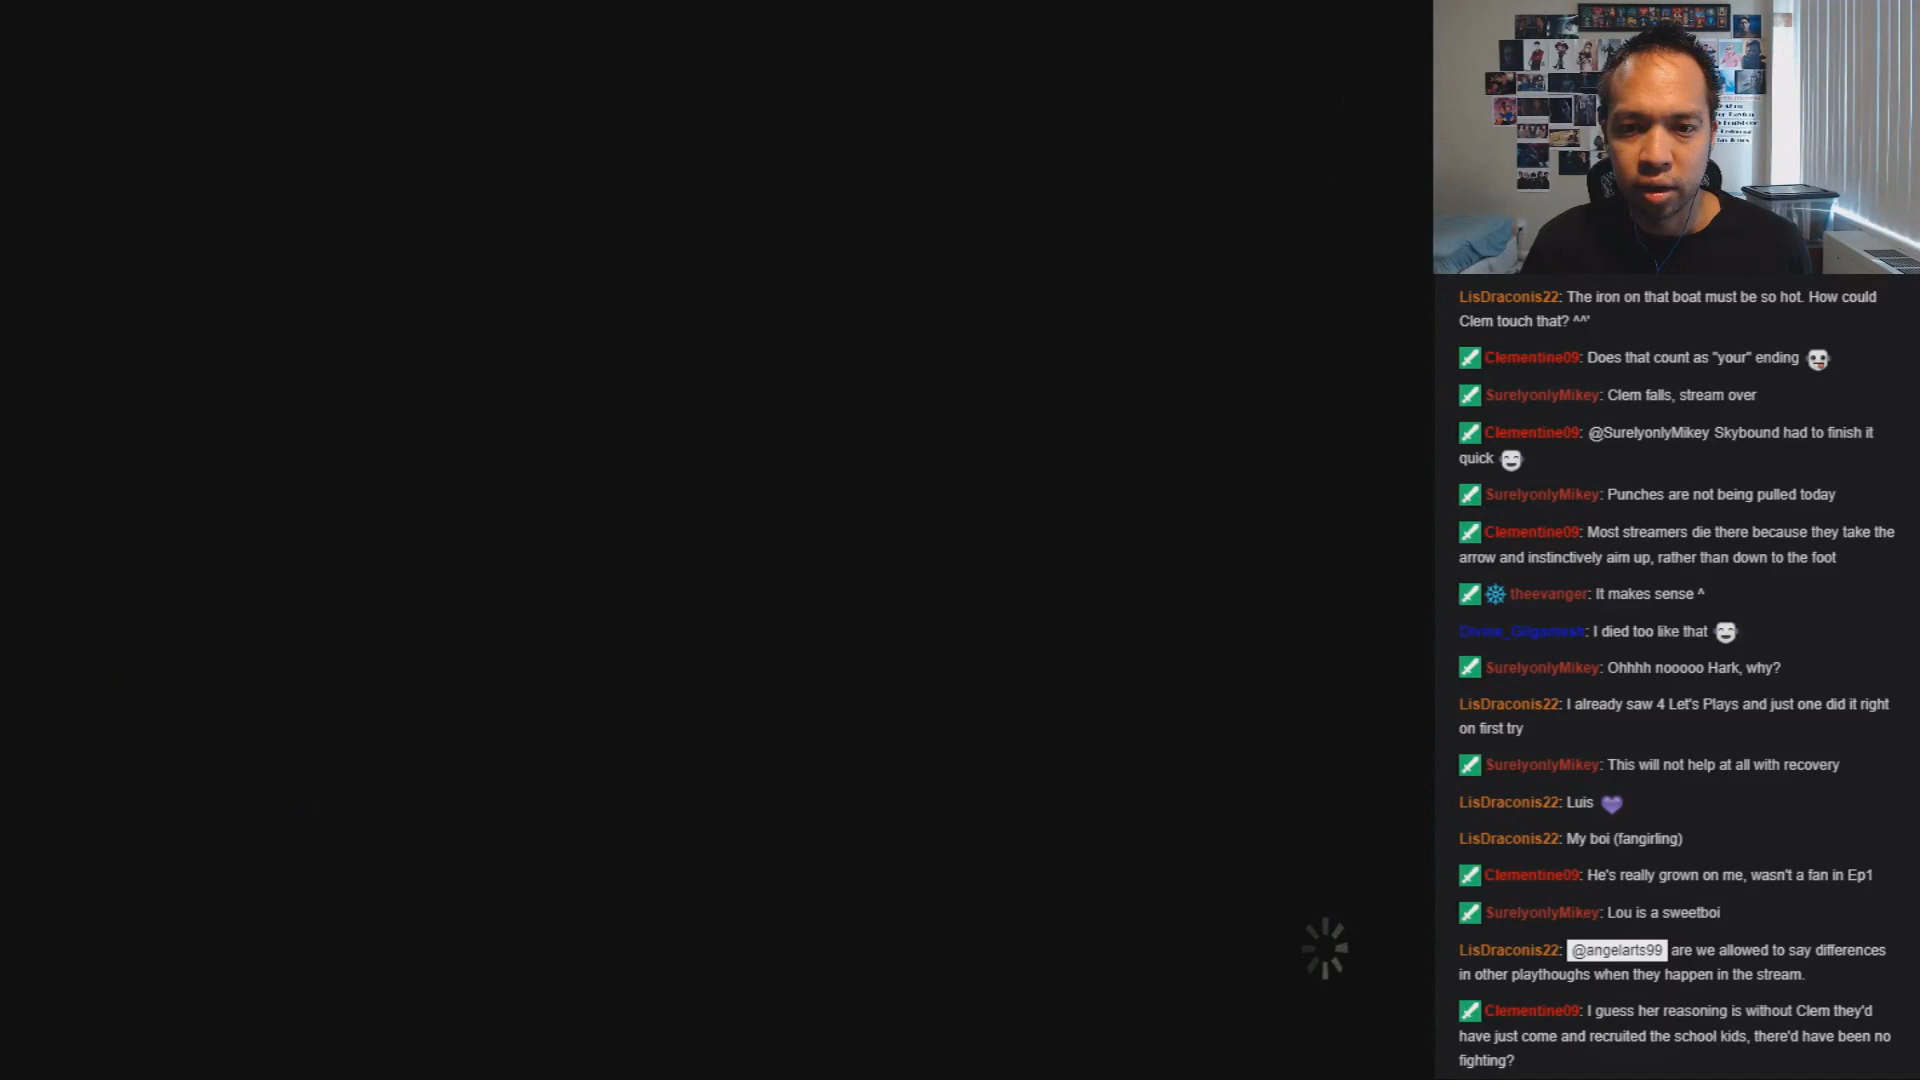 LisDraconis22: The iron on that boat must be so hot. How could
Clem touch that? ^^'
Clementine09: Does that count as "your" ending
SurelyonlyMikey: Clem falls, stream over
Clementine09: @SurelyonlyMikey Skybound had to finish it
quick
SurelyonlyMikey: Punches are not being pulled today
Clementine09: Most streamers die there because they take the
arrow and instinctively aim up, rather than down to the foot
theevanger: It makes sense ^
Divine_Gilgamesh: I died too like that
SurelyonlyMikey: Ohhhh nooooo Hark, why?
LisDraconis22: I already saw 4 Let's Plays and just one did it right
on first try
SurelyonlyMikey: This will not help at all with recovery
LisDraconis22: Luis
LisDraconis22: My boi (fangirling)
Clementine09: He's really grown on me, wasn't a fan in Ep1
SurelyonlyMikey: Lou is a sweetboi
LisDraconis22: @angelarts99 are we allowed to say differences
in other playthoughs when they happen in the stream.
Clementine09: I guess her reasoning is without Clem they'd
have just come and recruited the school kids, there'd have been no
fighting?